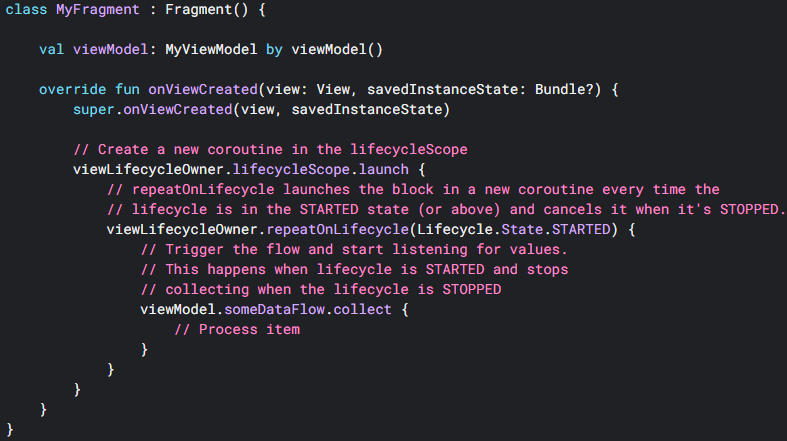 class MyFragment : Fragment() {
val viewModel: MyViewModel by viewModel()
override fun onViewCreated(view: View, savedInstanceState: Bundle?) {
super.onViewCreated(view, savedInstanceState)
// Create a new coroutine in the lifecycleScope
viewLifecycleOwner.lifecycleScope.launch {
// repeatOnLifecycle launches the block in a new coroutine every time the
// lifecycle is in the STARTED state (or above) and cancels it when it's STOPPED.
viewLifecycleOwner.repeatOnLifecycle(Lifecycle.State.STARTED) {
// Trigger the flow and start listening for values.
// This happens when lifecycle is STARTED and stops
// collecting when the lifecycle is STOPPED
viewModel.someDataFlow.collect {
// Process item
}
}
}
}
}